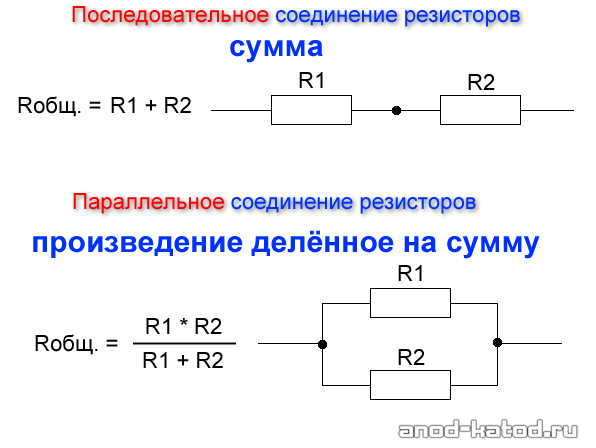 Последовательное соединение резисторов
сумма
R1 R2
Rобщ. = R1 + R2
Параллельное соединение резисторов
произведение делённое на сумму
R1
R1 * R2
Rобщ. =
R1 + R2
R2
anod-katod.ru